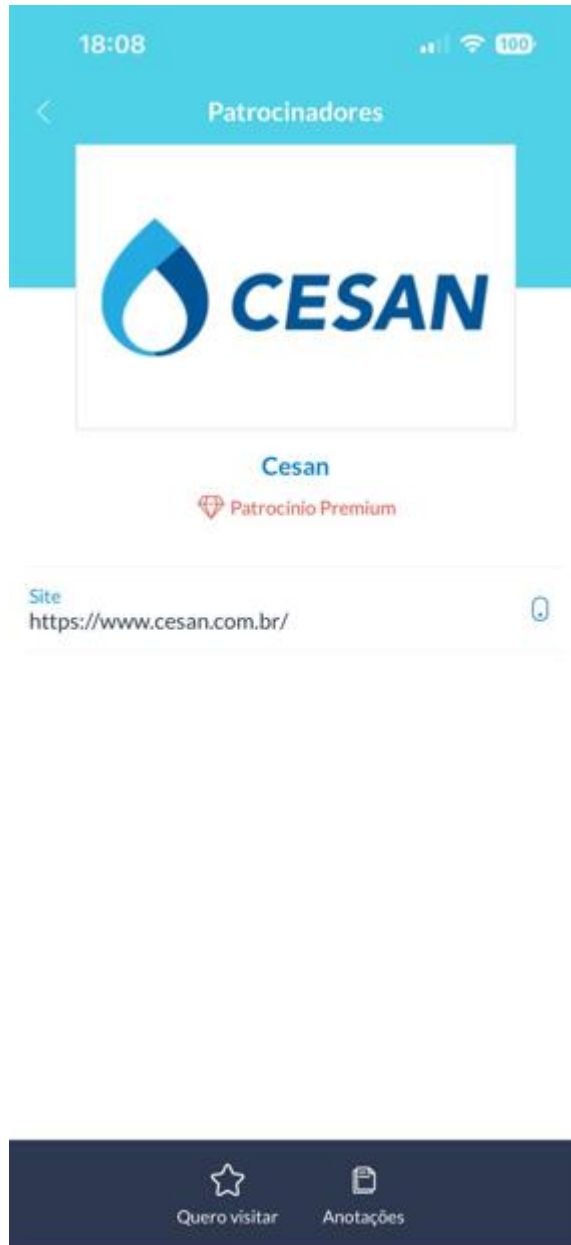 18:08
100
Patrocinadores
CESAN
Cesan
Patrocinio Premium
Site
https://www.cesan.com.br/
Quero visitar
Anotações